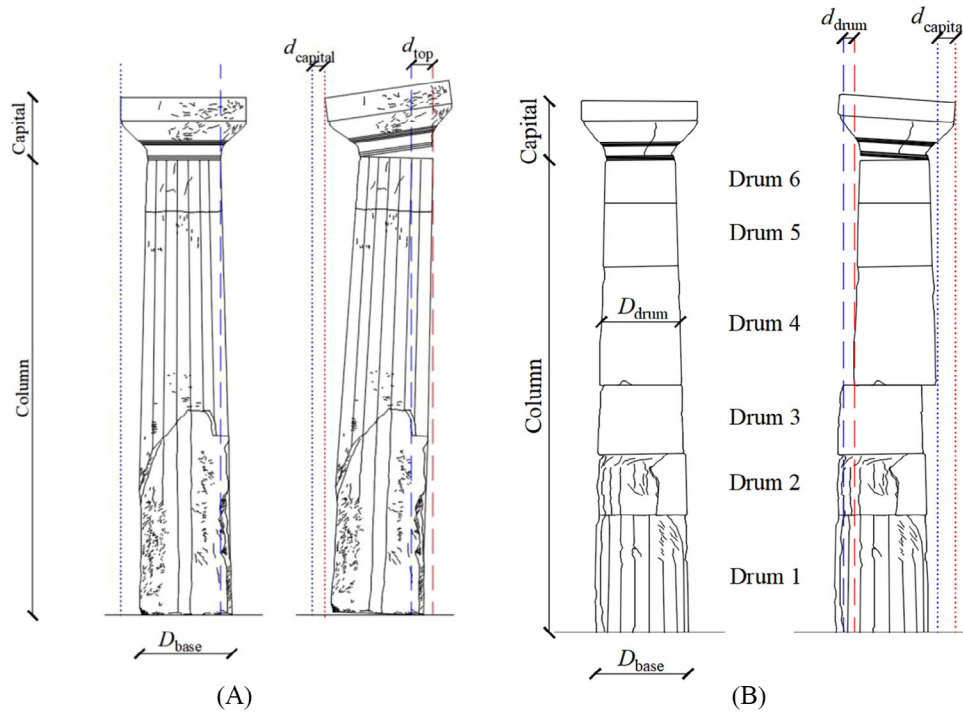 d_capital
d_top
Capital
Column
D_base
(A)
d_drum
d_capita
Capital
Column
Drum 6
Drum 5
Drum 4
Drum 3
Drum 2
Drum 1
D_drum
D_base
(B)